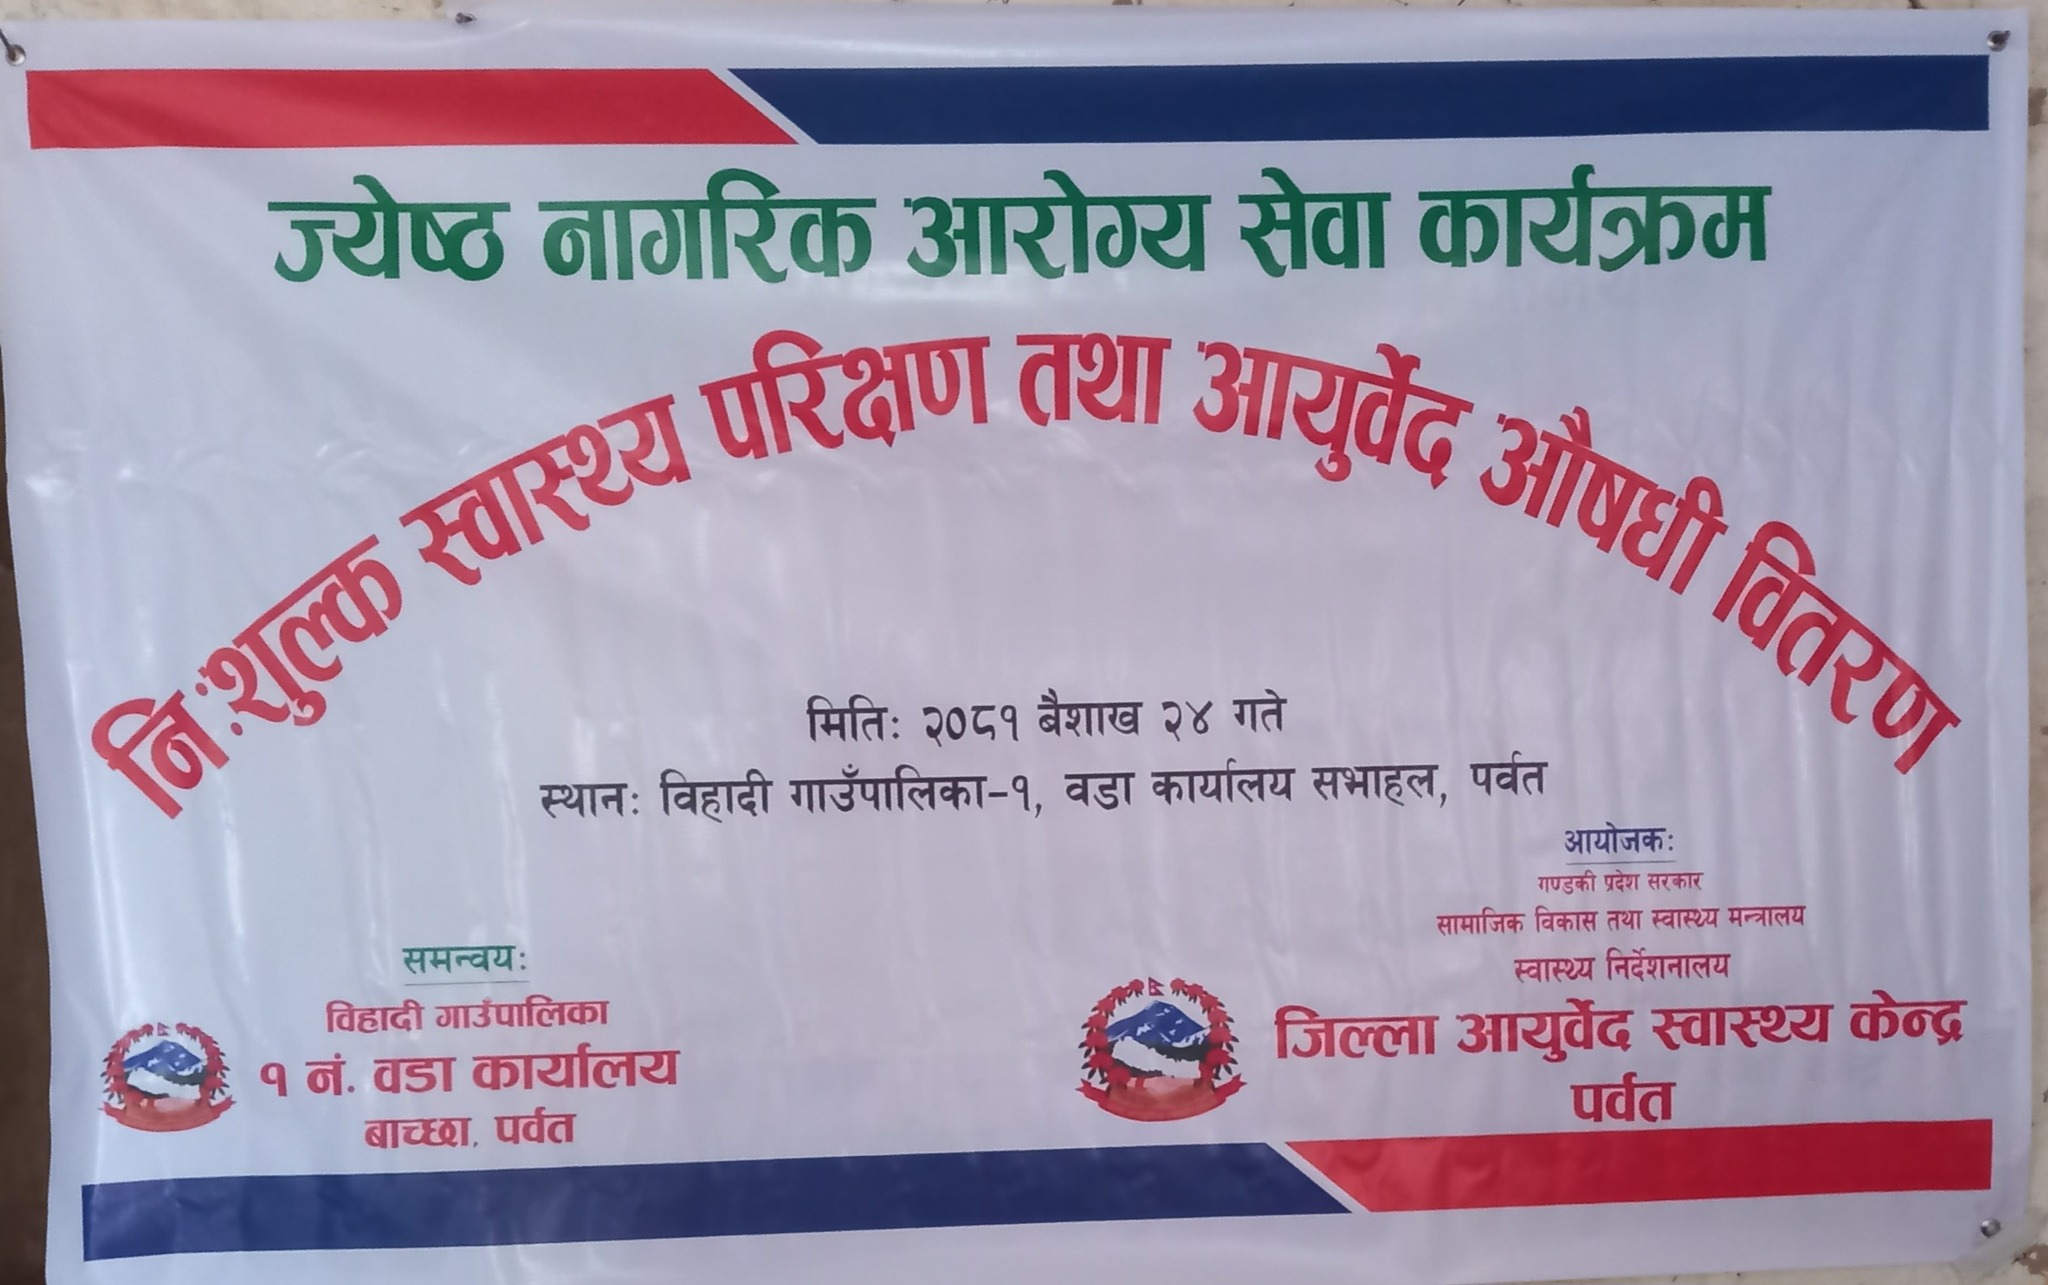 ज्येष्ठ नागरिक आरोग्य सेवा कार्यक्रम
निःशुल्क स्वास्थ्य परिक्षण तथा आयुर्वेद औषधी वितरण
मितिः २०८१ बैशाख २४ गते
स्थानः विहादी गाउँपालिका-१, वडा कार्यालय सभाहल, पर्वत
समन्वयः
विहादी गाउँपालिका
१ नं. वडा कार्यालय
बाच्छा, पर्वत
आयोजकः
गण्डकी प्रदेश सरकार
सामाजिक विकास तथा स्वास्थ्य मन्त्रालय
स्वास्थ्य निर्देशनालय
जिल्ला आयुर्वेद स्वास्थ्य केन्द्र
पर्वत